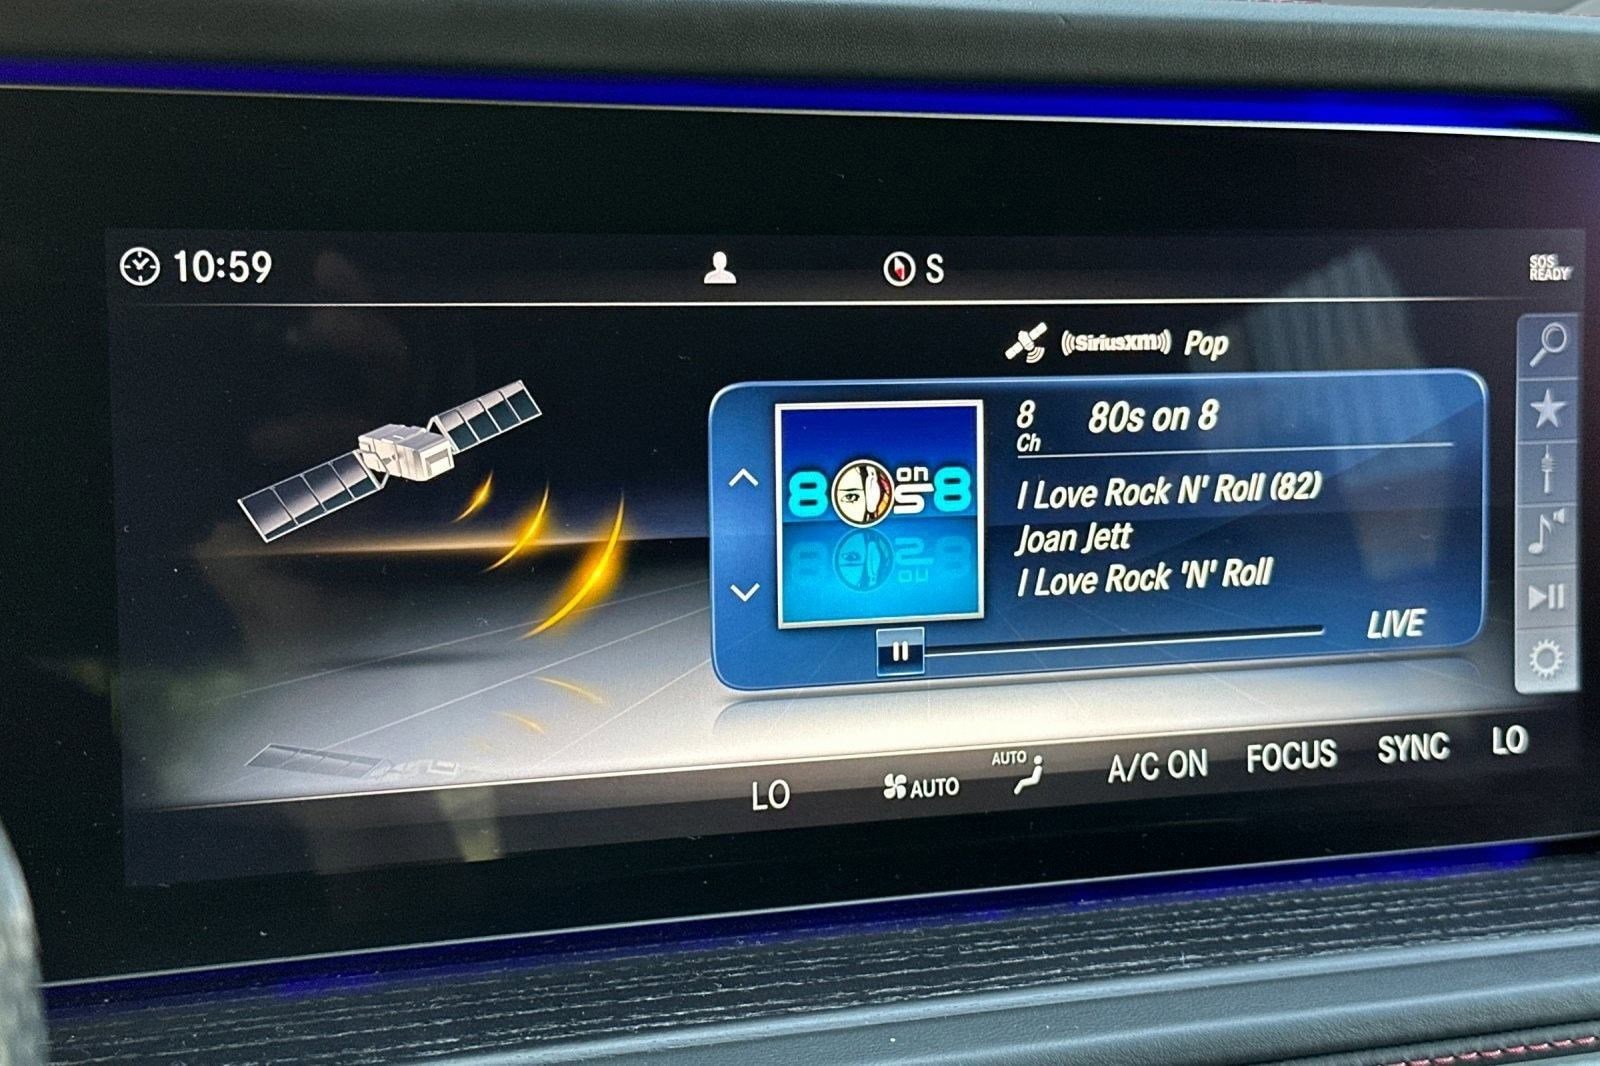 10:59
S
SOS
READY
((SiriusXM)) Pop
8
Ch
80s on 8
8 on 8
S
I Love Rock N' Roll (82)
Joan Jett
I Love Rock 'N' Roll
LIVE
LO
AUTO
AUTO
A/C ON
FOCUS
SYNC
LO